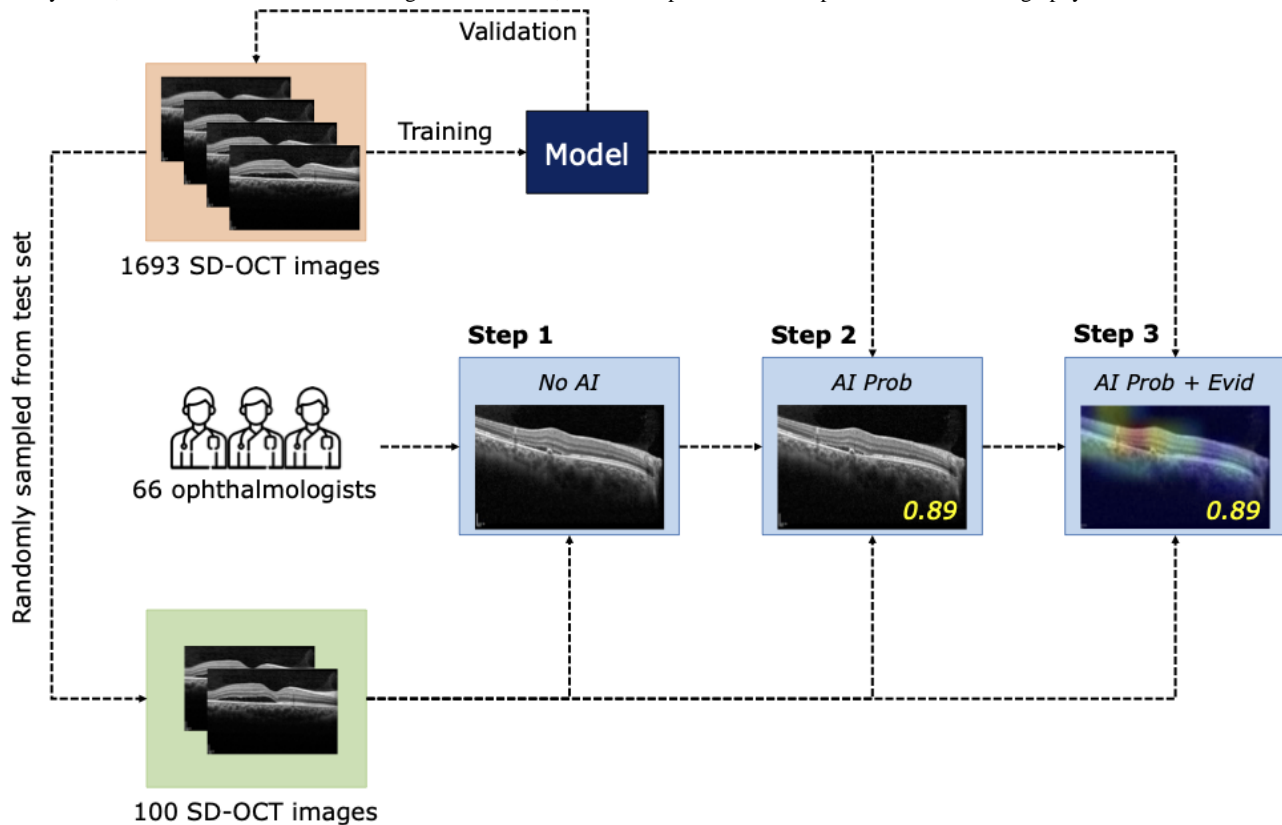 Validation
Training
Model
1693 SD-OCT images
Randomly sampled from test set
Step 1
Step 2
Step 3
No AI
AI Prob
AI Prob + Evid
66 ophthalmologists
0.89
0.89
100 SD-OCT images